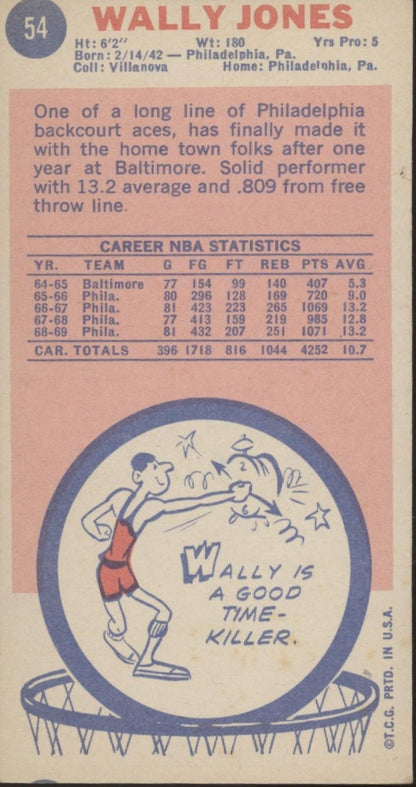 54
WALLY JONES
Ht: 6'2" Wt: 180 Yrs Pro: 5
Born: 2/14/42 — Philadelphia, Pa.
Coll: Villanova Home: Philadelphia, Pa.
One of a long line of Philadelphia
backcourt aces, has finally made it
with the home town folks after one
year at Baltimore. Solid performer
with 13.2 average and .809 from free
throw line.
CAREER NBA STATISTICS
YR. TEAM G FG FT REB PTS AVG.
64-65 Baltimore 77 154 99 140 407 5.3
65-66 Phila. 80 296 128 169 720 9.0
66-67 Phila. 81 423 223 265 1069 13.2
67-68 Phila. 77 413 159 219 985 12.8
68-69 Phila. 81 432 207 251 1071 13.2
CAR. TOTALS 396 1718 816 1044 4252 10.7
2
6
WALLY IS
A GOOD
TIME-
KILLER.
©T.C.G. PRTD. IN U.S.A.